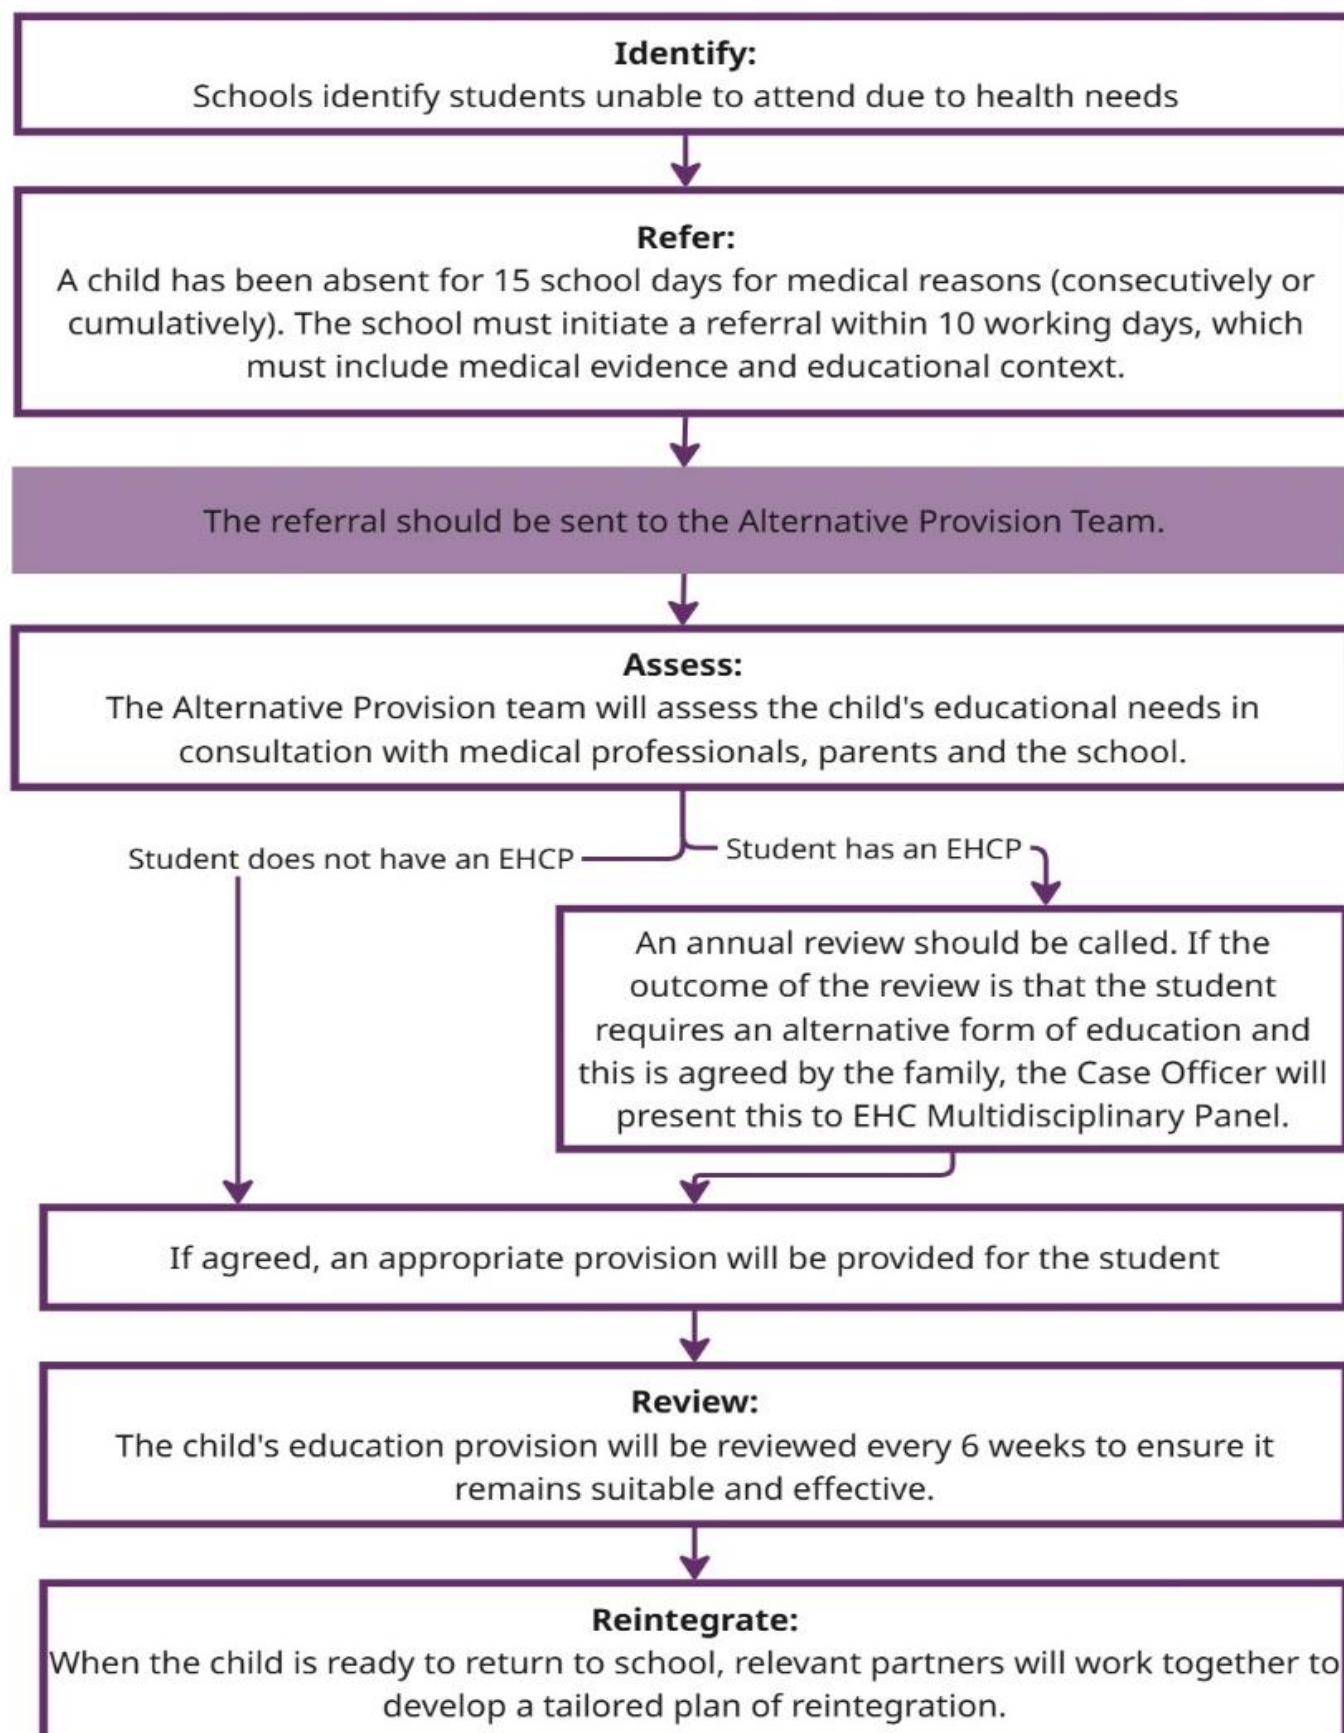 Identify:
Schools identify students unable to attend due to health needs
Refer:
A child has been absent for 15 school days for medical reasons (consecutively or
cumulatively). The school must initiate a referral within 10 working days, which
must include medical evidence and educational context.
The referral should be sent to the Alternative Provision Team.
Assess:
The Alternative Provision team will assess the child's educational needs in
consultation with medical professionals, parents and the school.
Student does not have an EHCP
Student has an EHCP
An annual review should be called. If the
outcome of the review is that the student
requires an alternative form of education and
this is agreed by the family, the Case Officer will
present this to EHC Multidisciplinary Panel.
If agreed, an appropriate provision will be provided for the student
Review:
The child's education provision will be reviewed every 6 weeks to ensure it
remains suitable and effective.
Reintegrate:
When the child is ready to return to school, relevant partners will work together to
develop a tailored plan of reintegration.